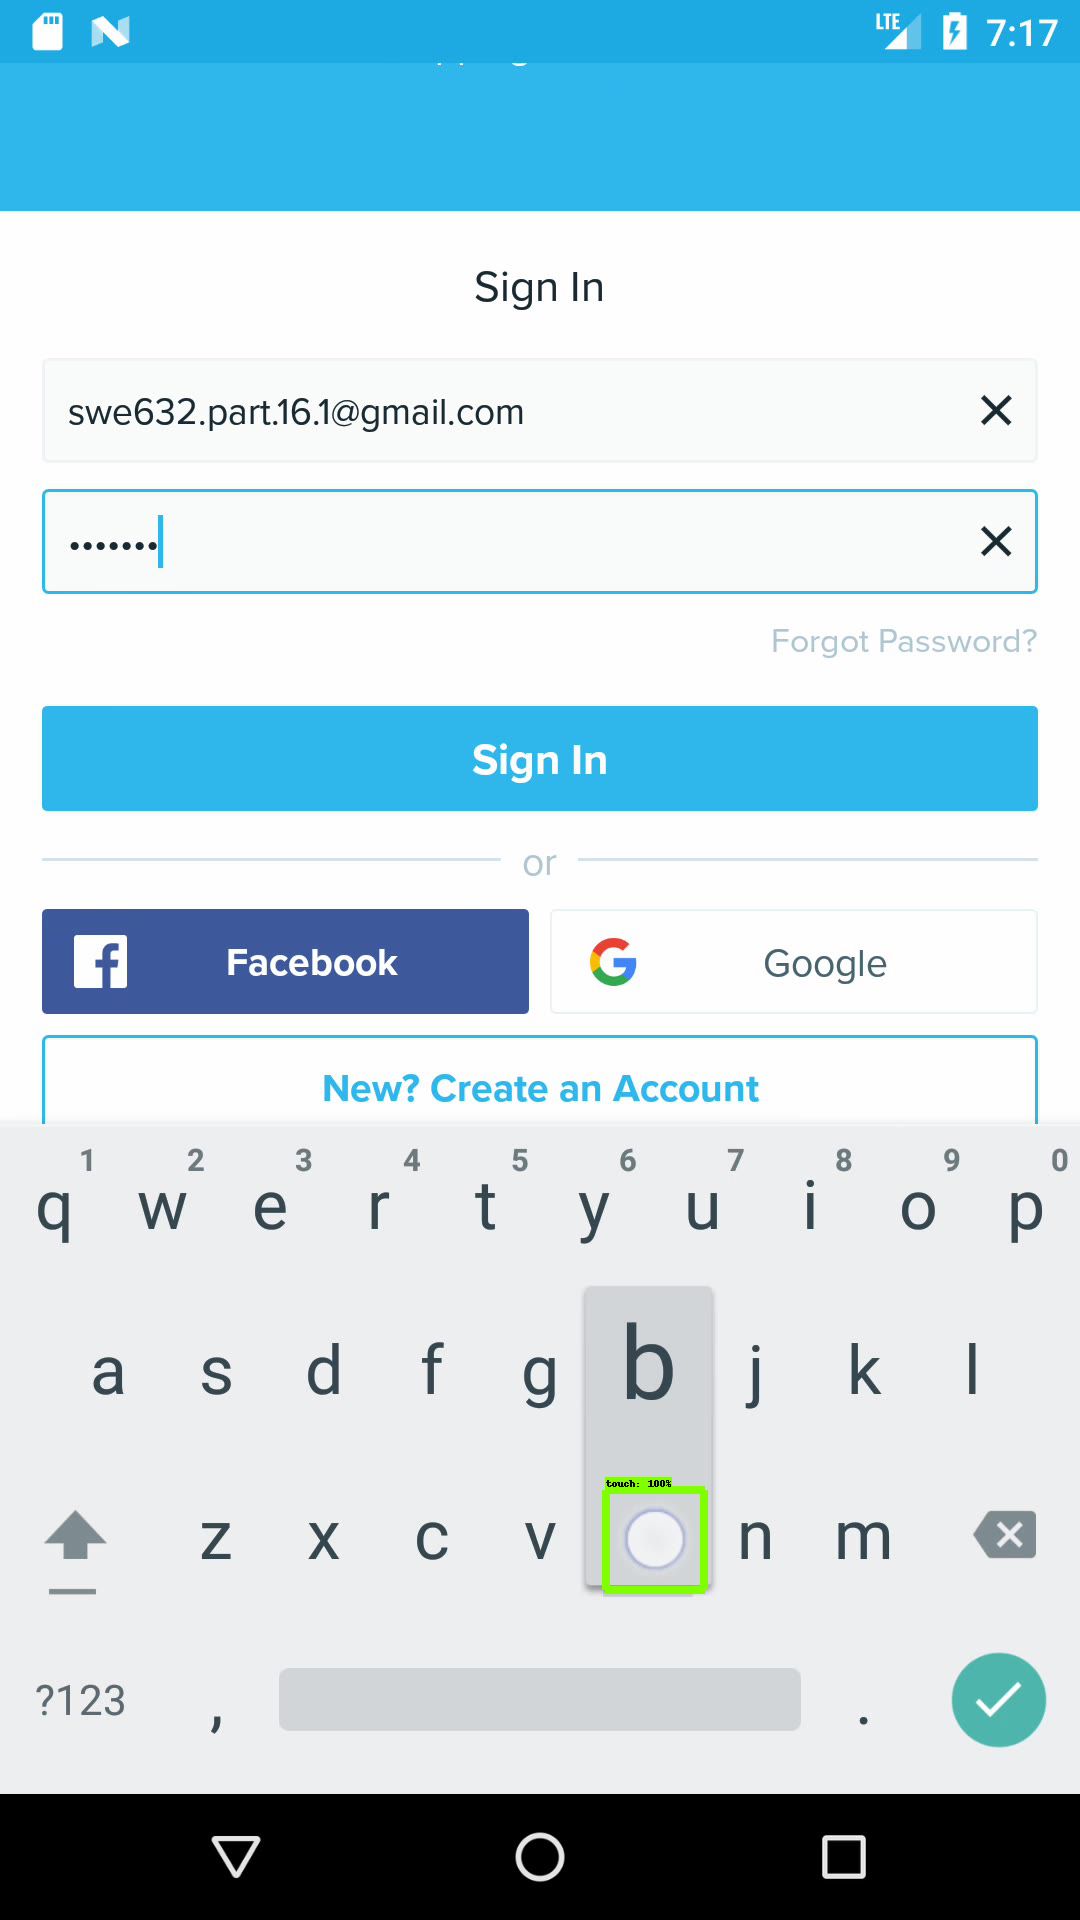 LTE 7:17
Sign In
swe632.part.16.1@gmail.com
•••••••
Forgot Password?
Sign In
or
Facebook
Google
New? Create an Account
1 2 3 4 5 6 7 8 9 0
q w e r t y u i o p
a s d f g b j k l
touch: 100%
z x c v n m
?123 , .